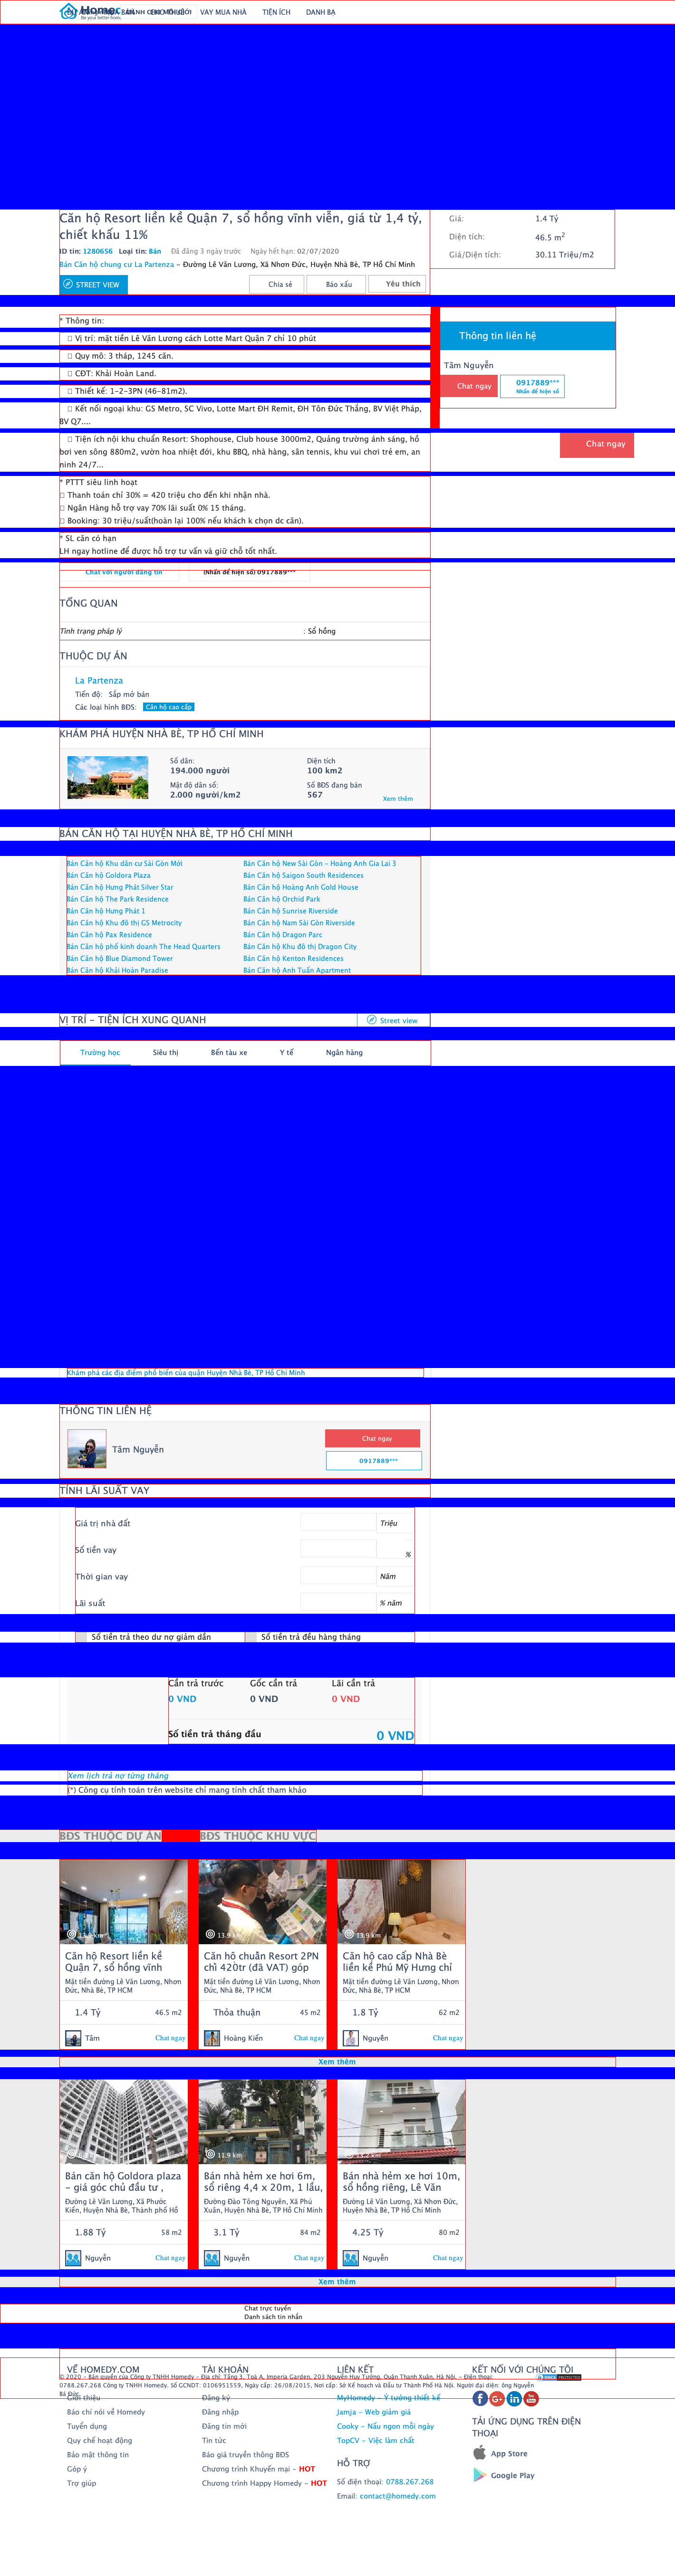 Homedy
Be your better home.
DÀNH CHO MÔI GIỚI
VAY MUA NHÀ
TIỆN ÍCH
DANH BẠ
Căn hộ Resort liền kề Quận 7, sổ hồng vĩnh viễn, giá từ 1,4 tỷ,
chiết khấu 11%
ID tin: 1280656 Loại tin: Bán Đã đăng 3 ngày trước Ngày hết hạn: 02/07/2020
Bán Căn hộ chung cư La Partenza - Đường Lê Văn Lương, Xã Nhơn Đức, Huyện Nhà Bè, TP Hồ Chí Minh
STREET VIEW
Chia sẻ
Báo xấu
Yêu thích
Giá: 1.4 Tỷ
Diện tích: 46.5 m2
Giá/Diện tích: 30.11 Triệu/m2
* Thông tin:
Vị trí: mặt tiền Lê Văn Lương cách Lotte Mart Quận 7 chỉ 10 phút
Quy mô: 3 tháp, 1245 căn.
CĐT: Khải Hoàn Land.
Thiết kế: 1-2-3PN (46-81m2).
Kết nối ngoại khu: GS Metro, SC Vivo, Lotte Mart ĐH Remit, ĐH Tôn Đức Thắng, BV Việt Pháp,
BV Q7....
Tiện ích nội khu chuẩn Resort: Shophouse, Club house 3000m2, Quảng trường ánh sáng, hồ
bơi ven sông 880m2, vườn hoa nhiệt đới, khu BBQ, nhà hàng, sân tennis, khu vui chơi trẻ em, an
ninh 24/7...
* PTTT siêu linh hoạt
Thanh toán chỉ 30% = 420 triệu cho đến khi nhận nhà.
Ngân Hàng hỗ trợ vay 70% lãi suất 0% 15 tháng.
Booking: 30 triệu/suất(hoàn lại 100% nếu khách k chọn dc căn).
* SL căn có hạn
LH ngay hotline để được hỗ trợ tư vấn và giữ chỗ tốt nhất.
Thông tin liên hệ
Tâm Nguyễn
Chat ngay
0917889***
Nhấn để hiện số
Chat ngay
Chat với người đăng tin
(Nhấn để hiện số) 0917889***
TỔNG QUAN
Tình trạng pháp lý : Sổ hồng
THUỘC DỰ ÁN
La Partenza
Tiến độ: Sắp mở bán
Các loại hình BĐS: Căn hộ cao cấp
KHÁM PHÁ HUYỆN NHÀ BÈ, TP HỒ CHÍ MINH
Số dân: Diện tích
194.000 người 100 km2
Mật độ dân số: Số BĐS đang bán
2.000 người/km2 567
Xem thêm
BÁN CĂN HỘ TẠI HUYỆN NHÀ BÈ, TP HỒ CHÍ MINH
Bán Căn hộ Khu dân cư Sài Gòn Mới Bán Căn hộ New Sài Gòn - Hoàng Anh Gia Lai 3
Bán Căn hộ Goldora Plaza Bán Căn hộ Saigon South Residences
Bán Căn hộ Hưng Phát Silver Star Bán Căn hộ Hoàng Anh Gold House
Bán Căn hộ The Park Residence Bán Căn hộ Orchid Park
Bán Căn hộ Hưng Phát 1 Bán Căn hộ Sunrise Riverside
Bán Căn hộ Khu đô thị GS Metrocity Bán Căn hộ Nam Sài Gòn Riverside
Bán Căn hộ Pax Residence Bán Căn hộ Dragon Parc
Bán Căn hộ phố kinh doanh The Head Quarters Bán Căn hộ Khu đô thị Dragon City
Bán Căn hộ Blue Diamond Tower Bán Căn hộ Kenton Residences
Bán Căn hộ Khải Hoàn Paradise Bán Căn hộ Anh Tuấn Apartment
VỊ TRÍ - TIỆN ÍCH XUNG QUANH
Street view
Trường học Siêu thị Bến tàu xe Y tế Ngân hàng
Khám phá các địa điểm phổ biến của quận Huyện Nhà Bè, TP Hồ Chí Minh
THÔNG TIN LIÊN HỆ
Tâm Nguyễn
Chat ngay
0917889***
TÍNH LÃI SUẤT VAY
Giá trị nhà đất Triệu
Số tiền vay %
Thời gian vay Năm
Lãi suất % năm
Số tiền trả theo dư nợ giảm dần Số tiền trả đều hàng tháng
Cần trả trước Gốc cần trả Lãi cần trả
0 VND 0 VND 0 VND
Số tiền trả tháng đầu 0 VND
Xem lịch trả nợ từng tháng
(*) Công cụ tính toán trên website chỉ mang tính chất tham khảo
BĐS THUỘC DỰ ÁN BĐS THUỘC KHU VỰC
13.9 km 13.9 km
Căn hộ Resort liền kề Căn hộ chuẩn Resort 2PN Căn hộ cao cấp Nhà Bè
Quận 7, sổ hồng vĩnh chỉ 420tr (đã VAT) góp liền kề Phú Mỹ Hưng chỉ
Mặt tiền đường Lê Văn Lương, Nhơn Mặt tiền đường Lê Văn Lương, Nhơn Mặt tiền đường Lê Văn Lương, Nhơn
Đức, Nhà Bè, TP HCM Đức, Nhà Bè, TP HCM Đức, Nhà Bè, TP HCM
1.4 Tỷ 46.5 m2 Thỏa thuận 45 m2 1.8 Tỷ 62 m2
Tâm Chat ngay Hoàng Kiến Chat ngay Nguyễn Chat ngay
Xem thêm
11.9 km
Bán căn hộ Goldora plaza Bán nhà hẻm xe hơi 6m, Bán nhà hẻm xe hơi 10m,
- giá góc chủ đầu tư , sổ riêng 4,4 x 20m, 1 lầu, sổ hồng riêng, Lê Văn
Đường Lê Văn Lương, Xã Phước Đường Đào Tông Nguyên, Xã Phú Đường Lê Văn Lương, Xã Nhơn Đức,
Kiển, Huyện Nhà Bè, Thành phố Hồ Xuân, Huyện Nhà Bè, TP Hồ Chí Minh Huyện Nhà Bè, TP Hồ Chí Minh
1.88 Tỷ 58 m2 3.1 Tỷ 84 m2 4.25 Tỷ 80 m2
Nguyễn Chat ngay Nguyễn Chat ngay Nguyễn Chat ngay
Xem thêm
Chat trực tuyến
Danh sách tin nhắn
VỀ HOMEDY.COM TÀI KHOẢN LIÊN KẾT KẾT NỐI VỚI CHÚNG TÔI
© 2020 - Bản quyền của Công ty TNHH Homedy - Địa chỉ: Tầng 3, Toà A, Imperia Garden, 203 Nguyễn Huy Tưởng, Quận Thanh Xuân, Hà Nội. - Điện thoại:
0788.267.268 Công ty TNHH Homedy. Số GCNDT: 0106951559, Ngày cấp: 26/08/2015, Nơi cấp: Sở Kế hoạch và Đầu tư Thành Phố Hà Nội. Người đại diện: ông Nguyễn
Bá Đức.
Giới thiệu Đăng ký MyHomedy - Ý tưởng thiết kế
Báo chí nói về Homedy Đăng nhập Jamja - Web giảm giá
Tuyển dụng Đăng tin mới Cooky - Nấu ngon mỗi ngày
Quy chế hoạt động Tin tức TopCV - Việc làm chất
Bảo mật thông tin Báo giá truyền thông BĐS
Góp ý Chương trình Khuyến mại - HOT
Trợ giúp Chương trình Happy Homedy - HOT
HỖ TRỢ
Số điện thoại: 0788.267.268
Email: contact@homedy.com
PROTECTED
TẢI ỨNG DỤNG TRÊN ĐIỆN
THOẠI
App Store
Google Play